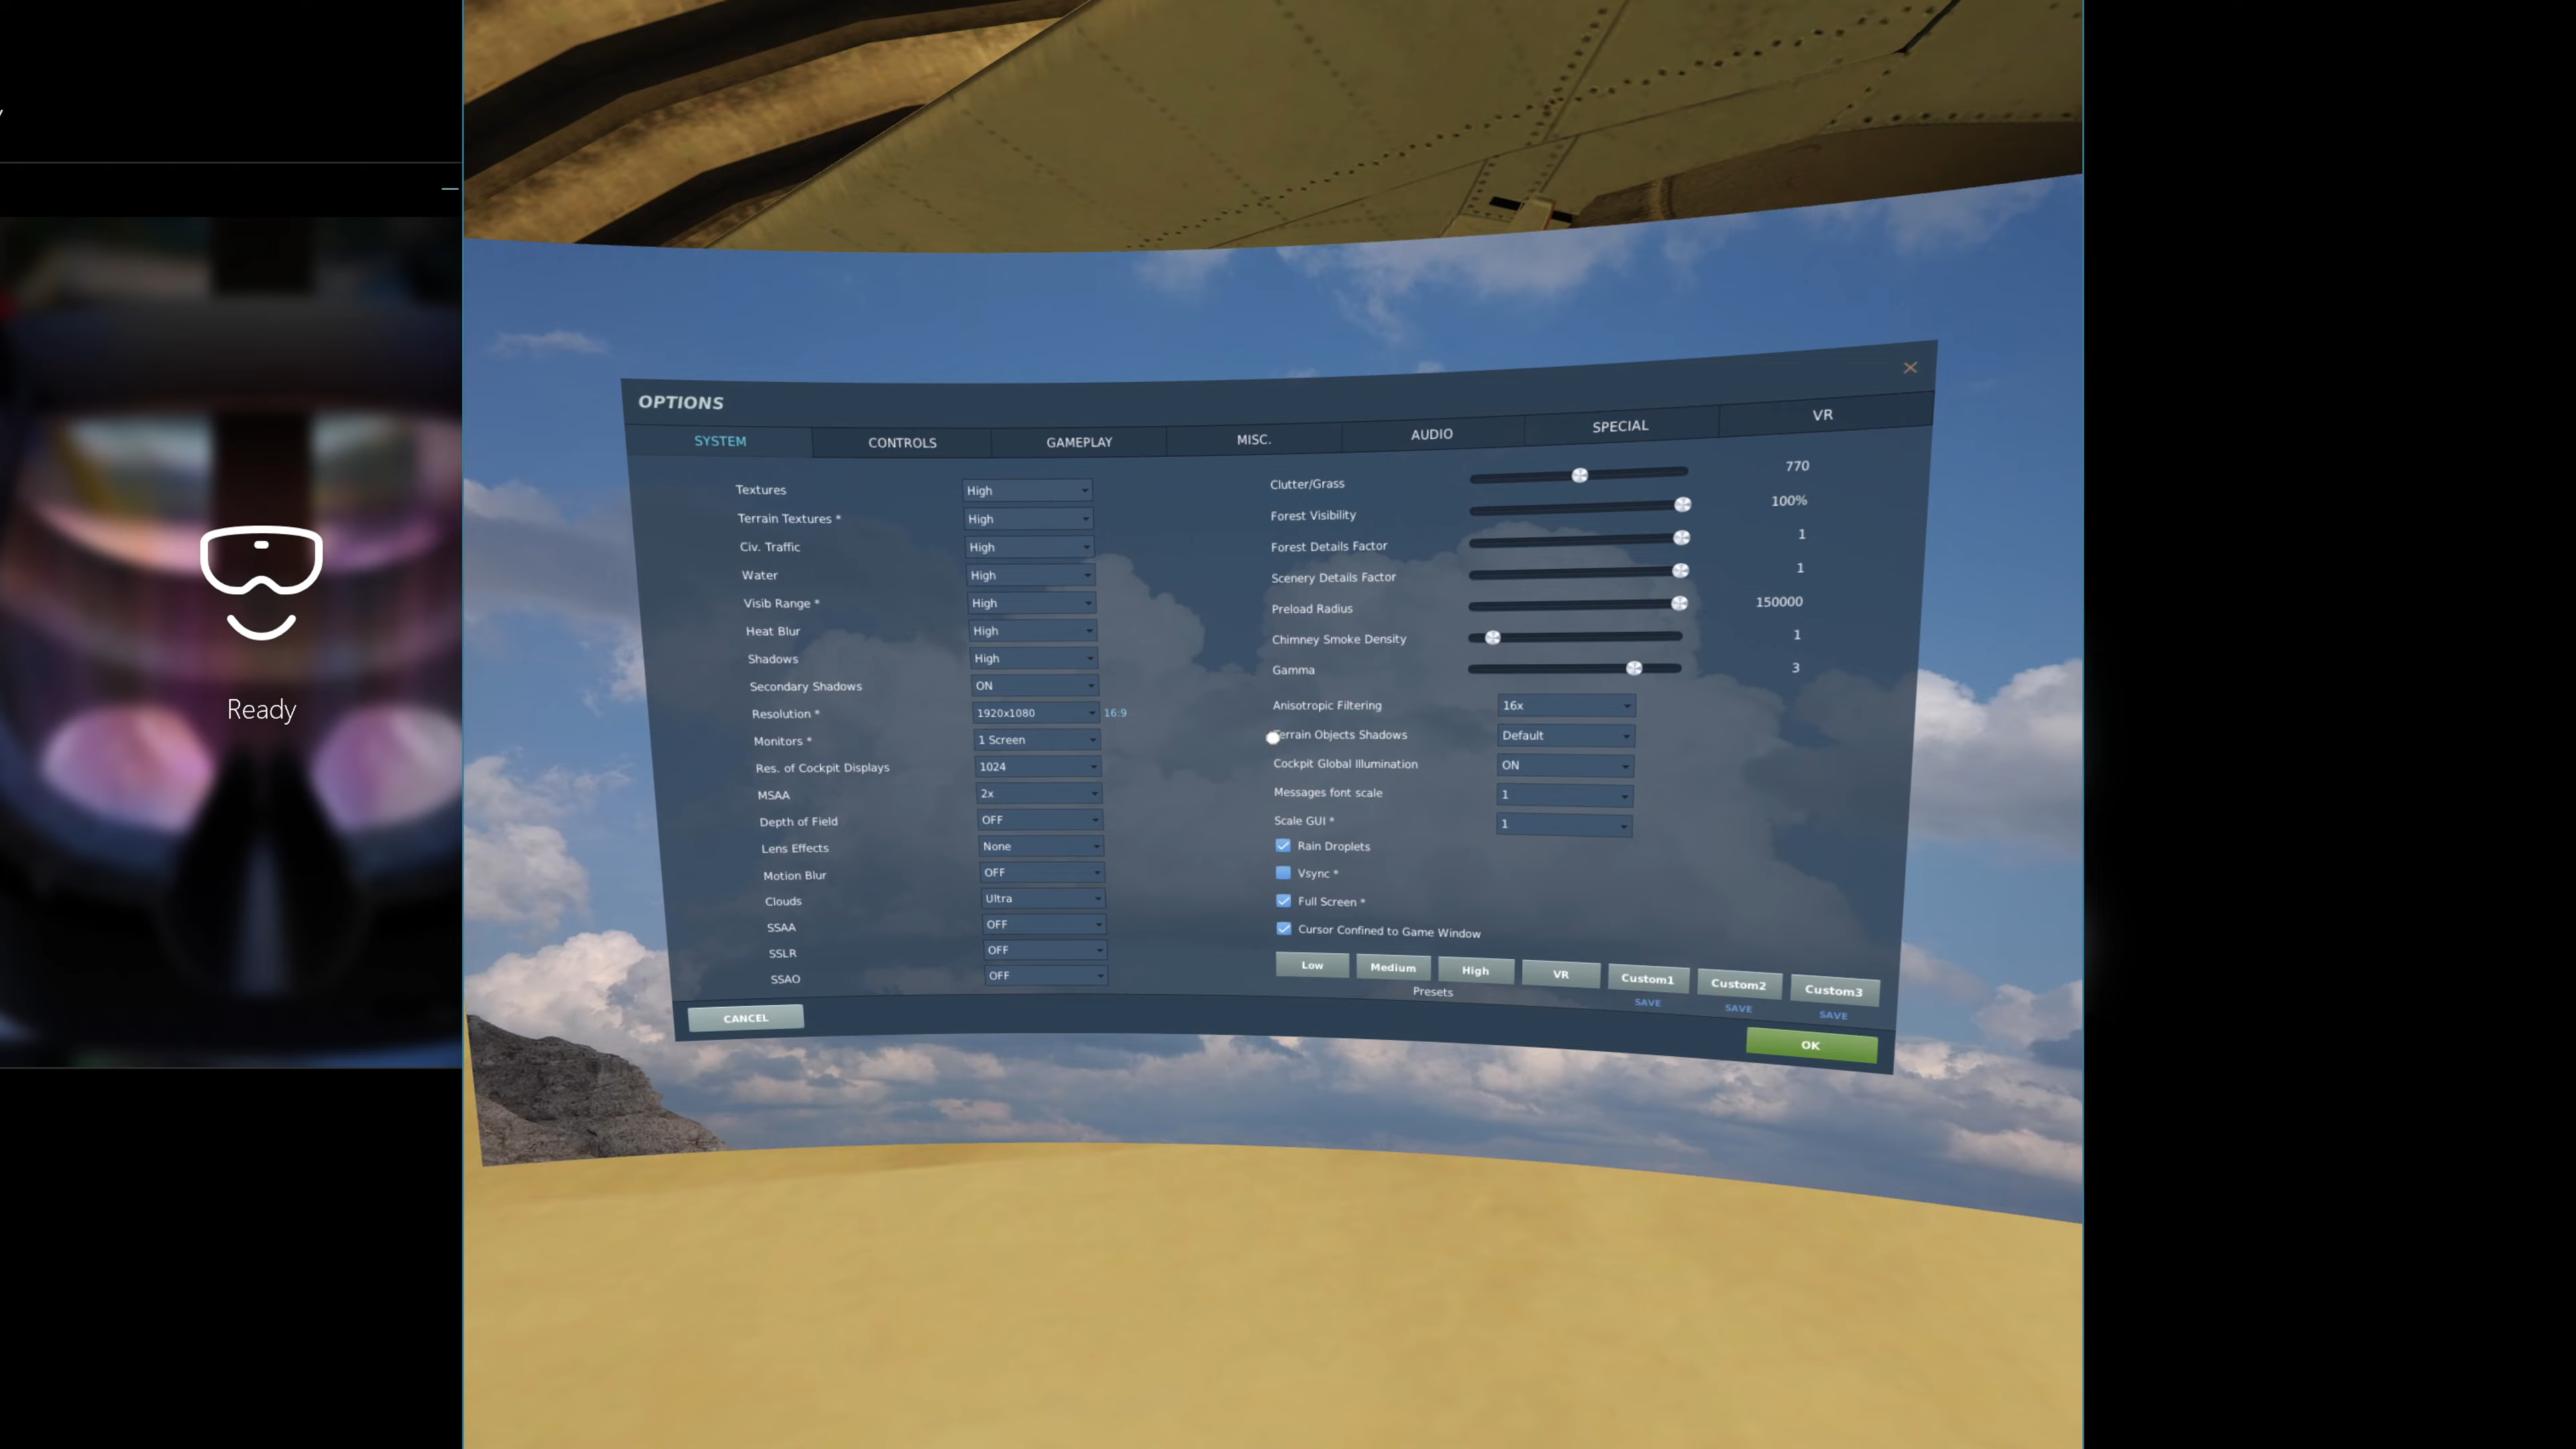 Ready
OPTIONS
SYSTEM CONTROLS GAMEPLAY MISC. AUDIO SPECIAL VR
Textures High
Terrain Textures * High
Civ. Traffic High
Water High
Visib Range * High
Heat Blur High
Shadows High
Secondary Shadows ON
Resolution * 1920x1080 16:9
Monitors * 1 Screen
Res. of Cockpit Displays 1024
MSAA 2x
Depth of Field OFF
Lens Effects None
Motion Blur OFF
Clouds Ultra
SSAA OFF
SSLR OFF
SSAO OFF
Clutter/Grass 770
Forest Visibility 100%
Forest Details Factor 1
Scenery Details Factor 1
Preload Radius 150000
Chimney Smoke Density 1
Gamma 3
Anisotropic Filtering 16x
Terrain Objects Shadows Default
Cockpit Global Illumination ON
Messages font scale 1
Scale GUI * 1
Rain Droplets
Vsync *
Full Screen *
Cursor Confined to Game Window
Low Medium High VR Custom1 Custom2 Custom3
Presets SAVE SAVE SAVE
CANCEL OK